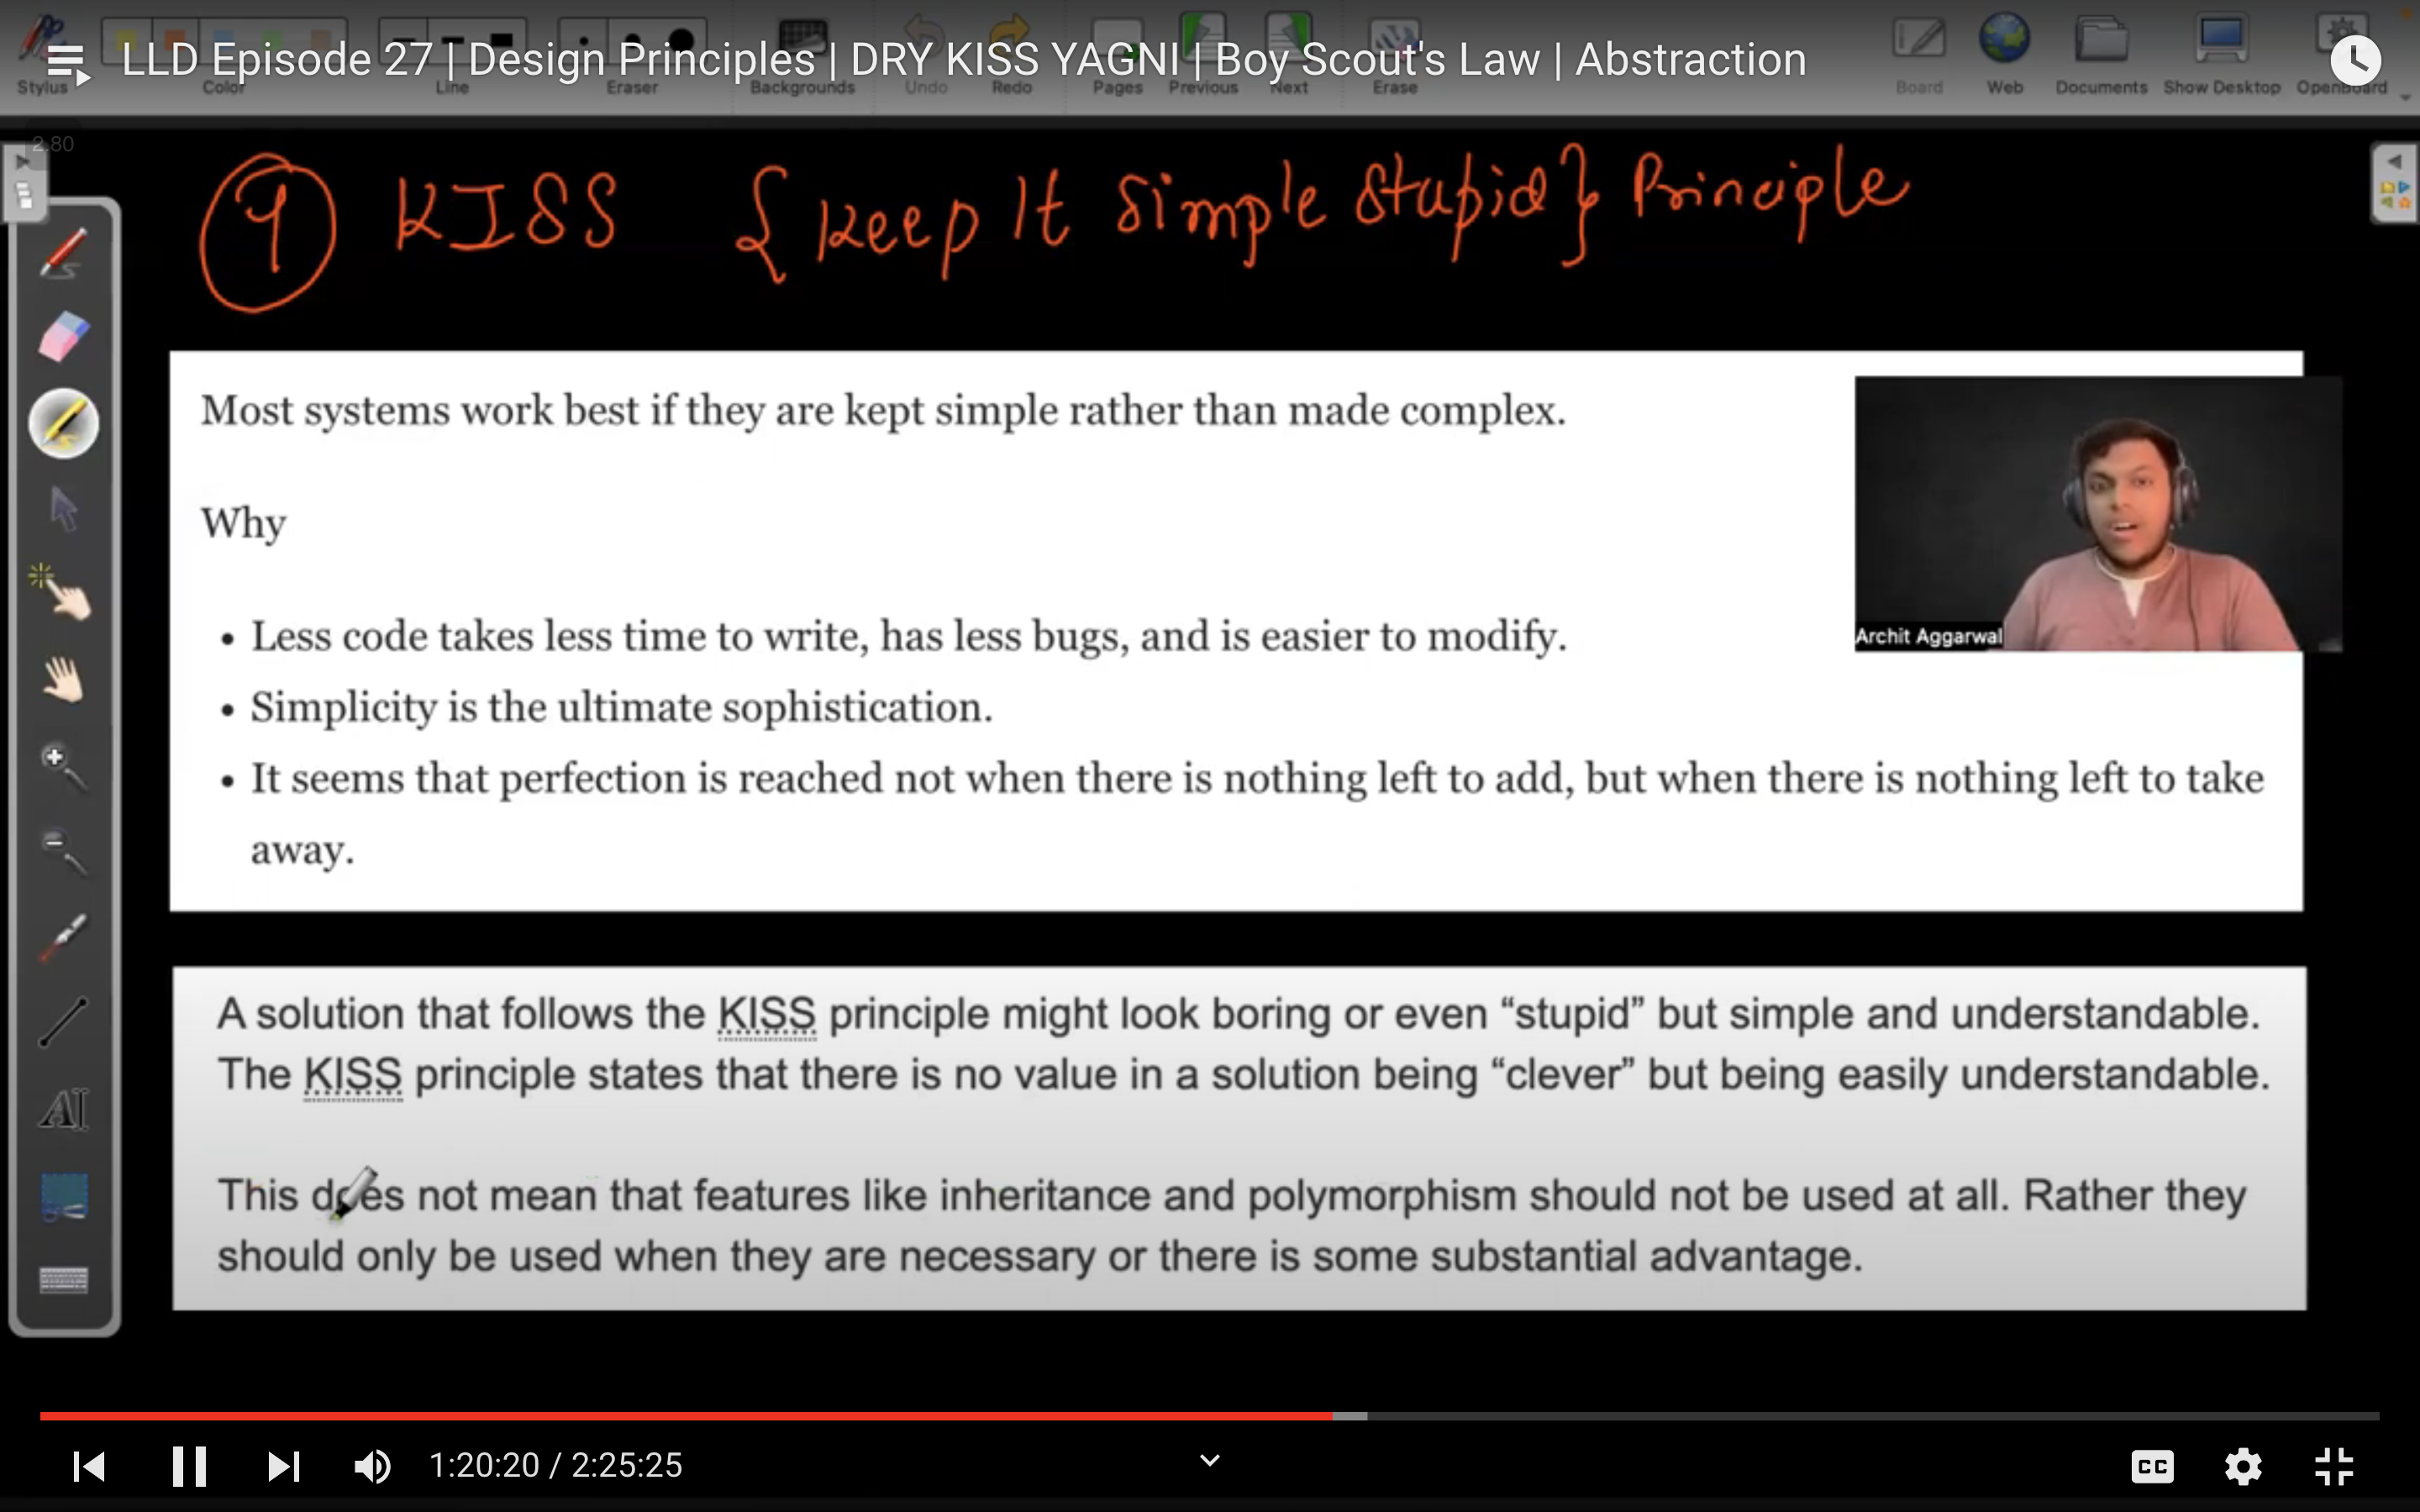 LLD Episode 27 | Design Principles | DRY KISS YAGNI | Boy Scout's Law | Abstraction
Stylus Color Line Eraser Backgrounds Undo Redo Pages Previous Next Erase Board Web Documents Show Desktop OpenBoard
2.80
9 KISS { Keep It Simple Stupid } Principle
Most systems work best if they are kept simple rather than made complex.
Why
• Less code takes less time to write, has less bugs, and is easier to modify.
Archit Aggarwal
• Simplicity is the ultimate sophistication.
• It seems that perfection is reached not when there is nothing left to add, but when there is nothing left to take
away.
A solution that follows the KISS principle might look boring or even “stupid” but simple and understandable.
The KISS principle states that there is no value in a solution being “clever” but being easily understandable.
This does not mean that features like inheritance and polymorphism should not be used at all. Rather they
should only be used when they are necessary or there is some substantial advantage.
AI
1:20:20 / 2:25:25
CC